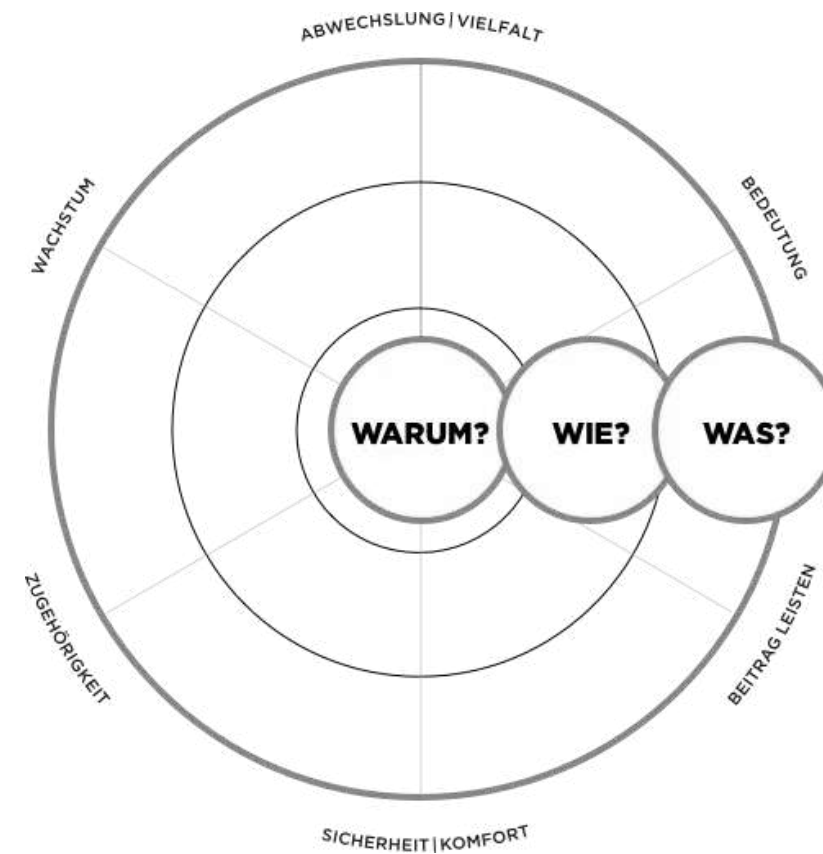 ABWECHSLUNG|VIELFALT
WACHSTUM
BEDEUTUNG
WARUM?
WIE?
WAS?
ZUGEHÖRIGKEIT
BEITRAG LEISTEN
SICHERHEIT|KOMFORT